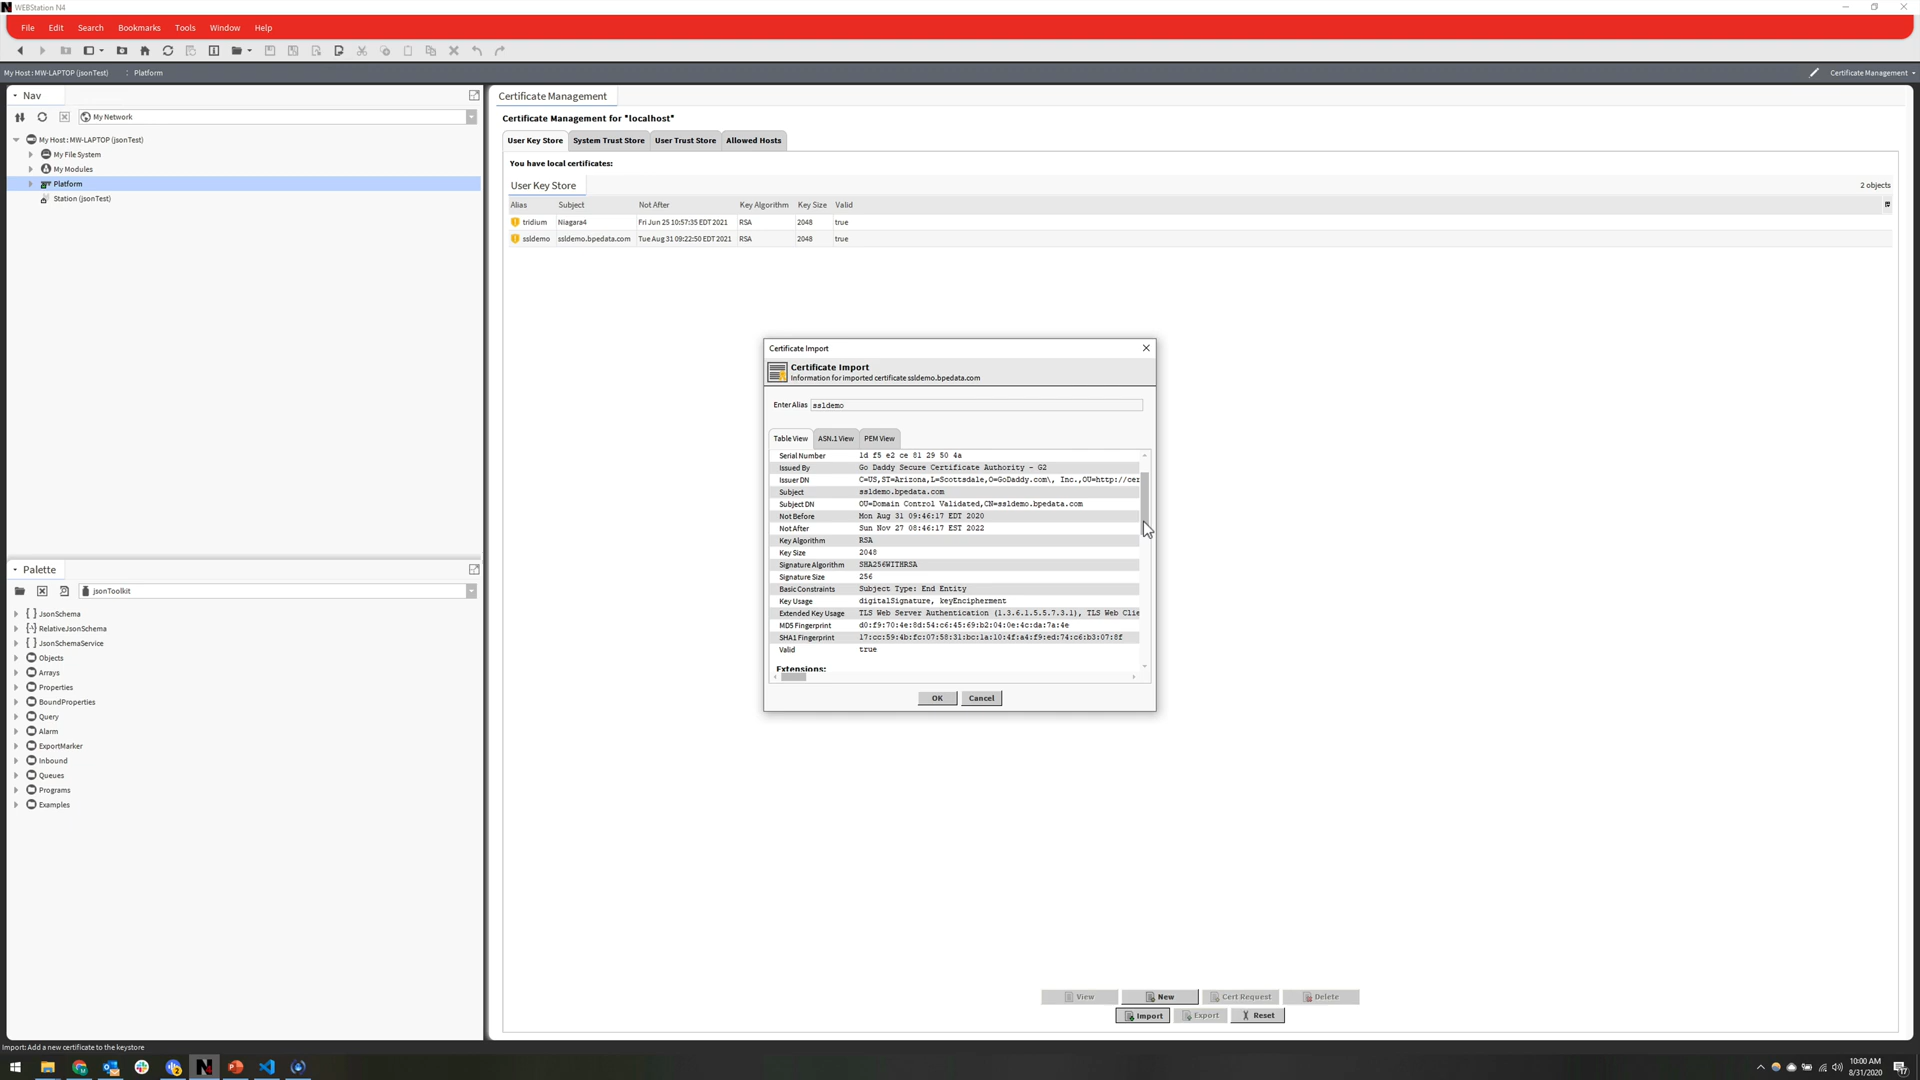 WEBStation N4
File Edit Search Bookmarks Tools Window Help
My Host : MW-LAPTOP (jsonTest) : Platform
Certificate Management
Nav
My Network
My Host : MW-LAPTOP (jsonTest)
My File System
My Modules
Platform
Station (jsonTest)
Palette
jsonToolkit
JsonSchema
RelativeJsonSchema
JsonSchemaService
Objects
Arrays
Properties
BoundProperties
Query
Alarm
ExportMarker
Inbound
Queues
Programs
Examples
Certificate Management
Certificate Management for "localhost"
User Key Store System Trust Store User Trust Store Allowed Hosts
You have local certificates:
User Key Store 2 objects
Alias Subject Not After Key Algorithm Key Size Valid
tridium Niagara4 Fri Jun 25 10:57:35 EDT 2021 RSA 2048 true
ssldemo ssldemo.bpedata.com Tue Aug 31 09:22:50 EDT 2021 RSA 2048 true
Certificate Import
Certificate Import
Information for imported certificate ssldemo.bpedata.com
Enter Alias ssldemo
Table View ASN.1 View PEM View
Serial Number 1d f5 e2 ce 81 29 50 4a
Issued By Go Daddy Secure Certificate Authority - G2
Issuer DN C=US,ST=Arizona,L=Scottsdale,O=GoDaddy.com\, Inc.,OU=http://cer
Subject ssldemo.bpedata.com
Subject DN OU=Domain Control Validated,CN=ssldemo.bpedata.com
Not Before Mon Aug 31 09:46:17 EDT 2020
Not After Sun Nov 27 08:46:17 EST 2022
Key Algorithm RSA
Key Size 2048
Signature Algorithm SHA256WITHRSA
Signature Size 256
Basic Constraints Subject Type: End Entity
Key Usage digitalSignature, keyEncipherment
Extended Key Usage TLS Web Server Authentication (1.3.6.1.5.5.7.3.1), TLS Web Clie
MD5 Fingerprint d0:f9:70:4e:8d:54:c6:45:69:b2:04:0e:4c:da:7a:4e
SHA1 Fingerprint 17:cc:59:4b:fc:07:58:31:bc:1a:10:4f:a4:f9:ed:74:c6:b3:07:8f
Valid true
Extensions:
OK Cancel
View New Cert Request Delete
Import Export Reset
Import: Add a new certificate to the keystore
10:00 AM
8/31/2020